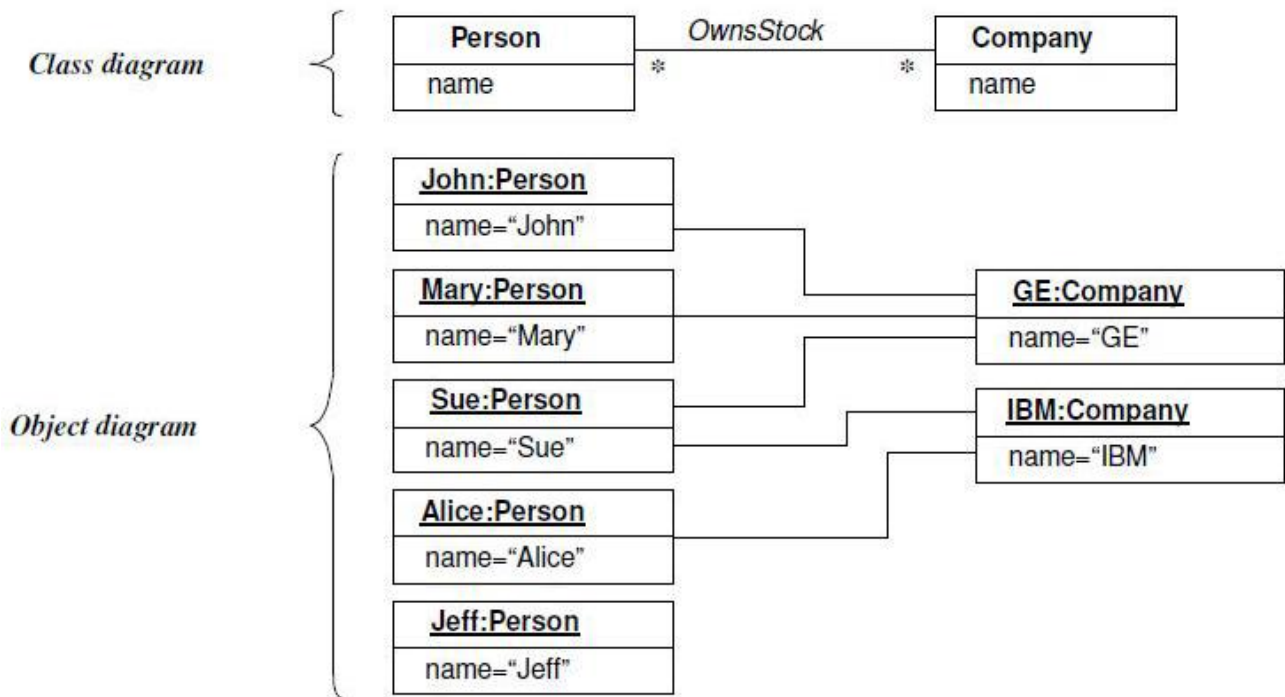 Class diagram
Person
OwnsStock
Company
*
*
name
name
Object diagram
John:Person
name=“John”
Mary:Person
name=“Mary”
GE:Company
name=“GE”
Sue:Person
name=“Sue”
IBM:Company
name=“IBM”
Alice:Person
name=“Alice”
Jeff:Person
name=“Jeff”